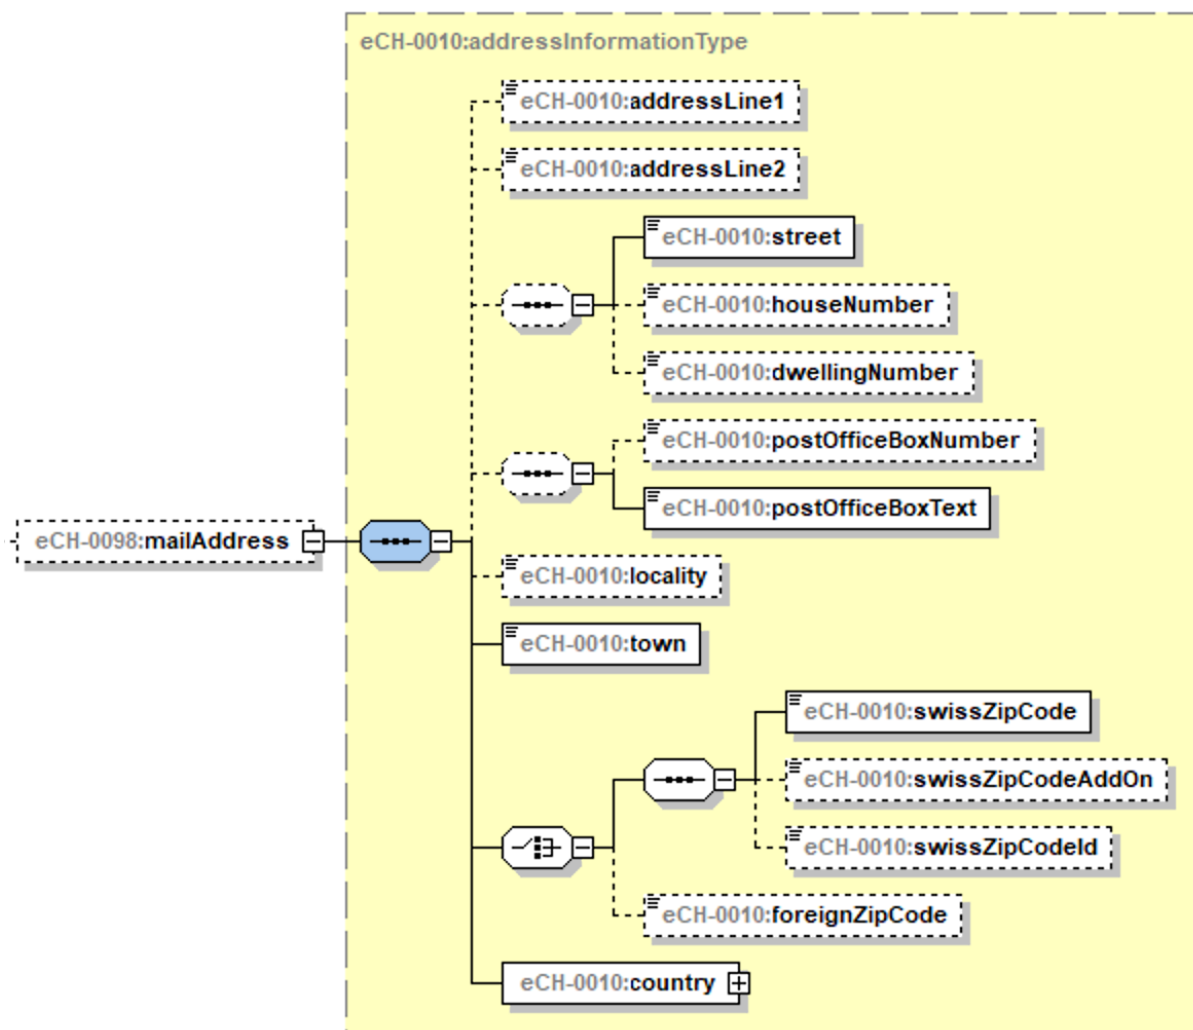 eCH-0010:addressInformationType
eCH-0010:addressLine1
eCH-0010:addressLine2
eCH-0010:street
eCH-0010:houseNumber
eCH-0010:dwellingNumber
eCH-0010:postOfficeBoxNumber
eCH-0010:postOfficeBoxText
eCH-0098:mailAddress
eCH-0010:locality
eCH-0010:town
eCH-0010:swissZipCode
eCH-0010:swissZipCodeAddOn
eCH-0010:swissZipCodeId
eCH-0010:foreignZipCode
eCH-0010:country